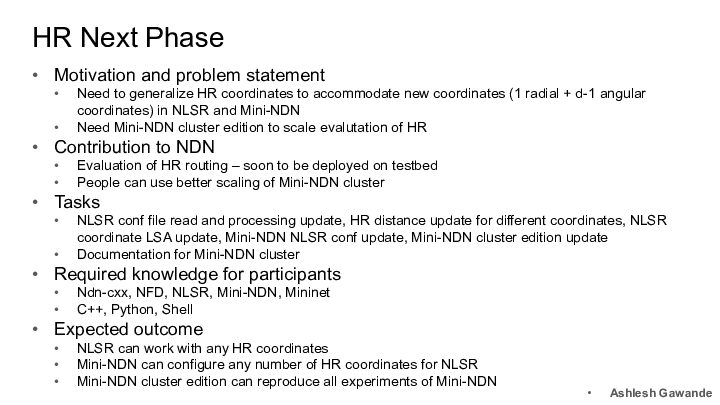 HR Next Phase
• Motivation and problem statement
• Need to generalize HR coordinates to accommodate new coordinates (1 radial + d-1 angular
coordinates) in NLSR and Mini-NDN
• Need Mini-NDN cluster edition to scale evalutation of HR
• Contribution to NDN
• Evaluation of HR routing – soon to be deployed on testbed
• People can use better scaling of Mini-NDN cluster
• Tasks
• NLSR conf file read and processing update, HR distance update for different coordinates, NLSR
coordinate LSA update, Mini-NDN NLSR conf update, Mini-NDN cluster edition update
• Documentation for Mini-NDN cluster
• Required knowledge for participants
• Ndn-cxx, NFD, NLSR, Mini-NDN, Mininet
• C++, Python, Shell
• Expected outcome
• NLSR can work with any HR coordinates
• Mini-NDN can configure any number of HR coordinates for NLSR
• Mini-NDN cluster edition can reproduce all experiments of Mini-NDN
• Ashlesh Gawande